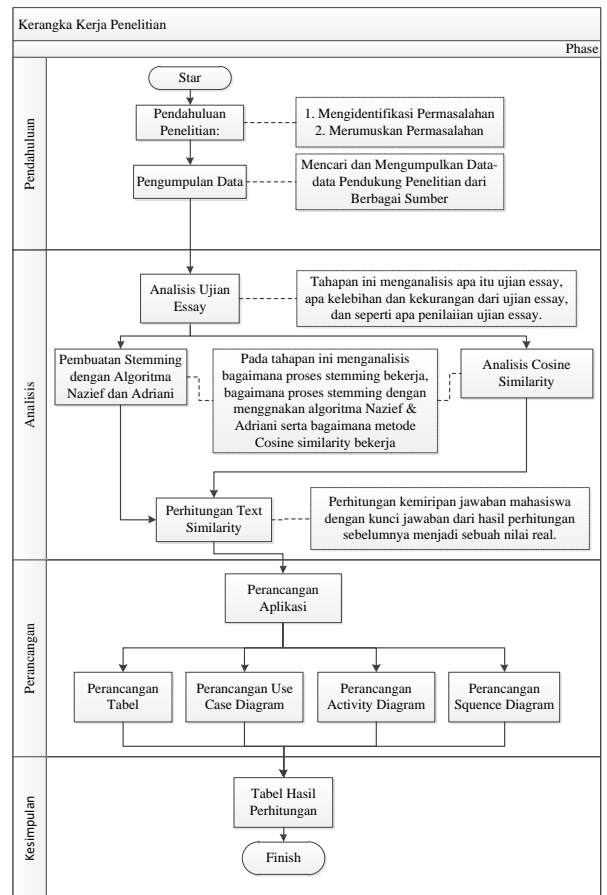 Kerangka Kerja Penelitian
Phase
Pendahuluan
Star
Pendahuluan
Penelitian:
1. Mengidentifikasi Permasalahan
2. Merumuskan Permasalahan
Pengumpulan Data
Mencari dan Mengumpulkan Data-
data Pendukung Penelitian dari
Berbagai Sumber
Analisis
Analisis Ujian
Essay
Tahapan ini menganalisis apa itu ujian essay,
apa kelebihan dan kekurangan dari ujian essay,
dan seperti apa penilaiian ujian essay.
Pembuatan Stemming
dengan Algoritma
Nazief dan Adriani
Pada tahapan ini menganalisis
bagaimana proses stemming bekerja,
bagaimana proses stemming dengan
menggnakan algoritma Nazief &
Adriani serta bagaimana metode
Cosine similarity bekerja
Analisis Cosine
Similarity
Perhitungan Text
Similarity
Perhitungan kemiripan jawaban mahasiswa
dengan kunci jawaban dari hasil perhitungan
sebelumnya menjadi sebuah nilai real.
Perancangan
Perancangan
Aplikasi
Perancangan
Tabel
Perancangan Use
Case Diagram
Perancangan
Activity Diagram
Perancangan
Squence Diagram
Kesimpulan
Tabel Hasil
Perhitungan
Finish